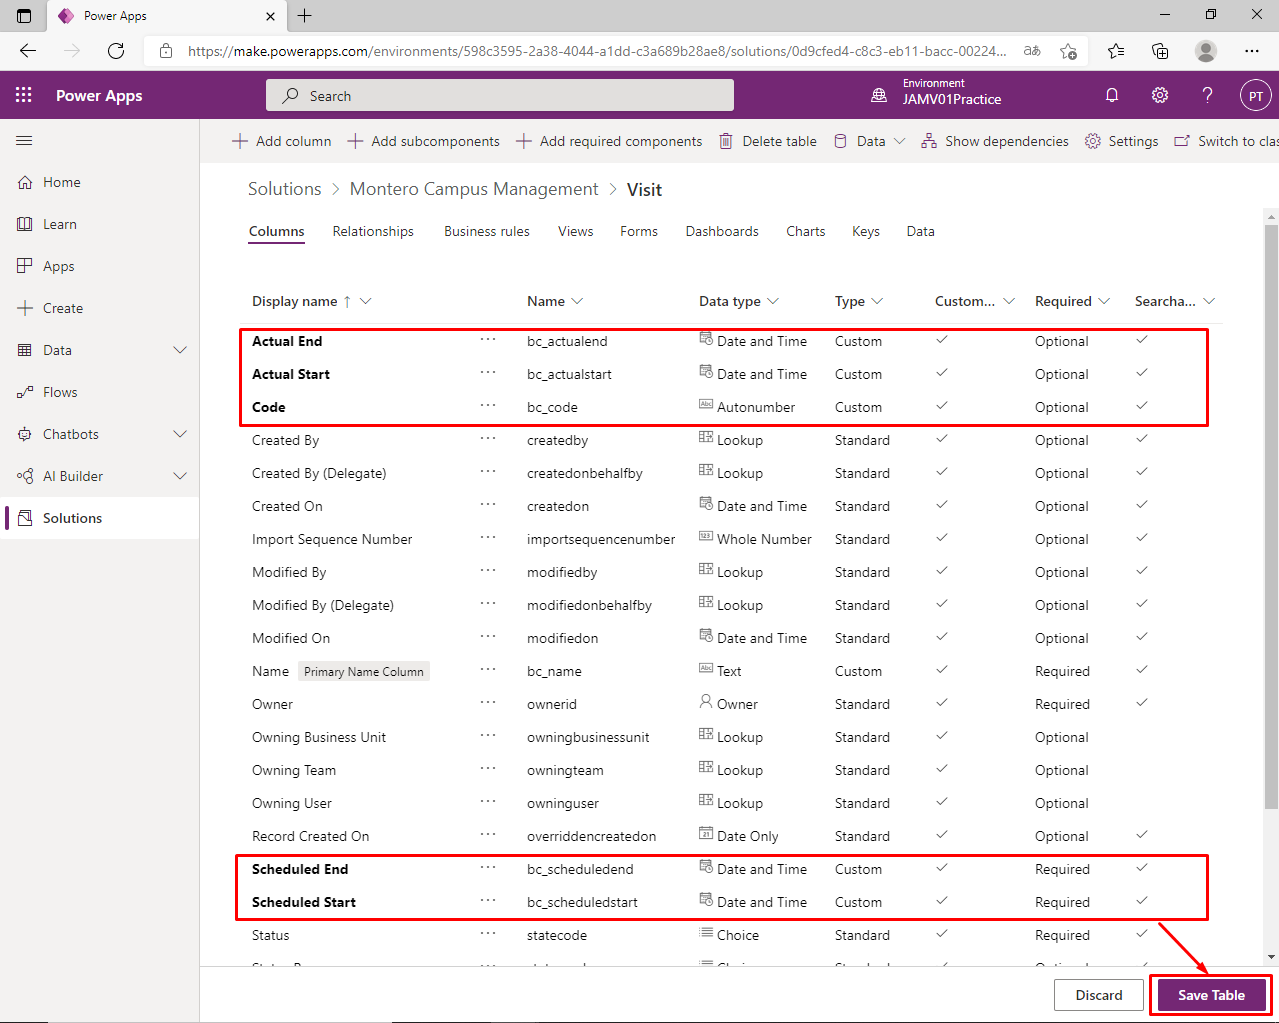 Power Apps
https://make.powerapps.com/environments/598c3595-2a38-4044-a1dd-c3a689b28ae8/solutions/0d9cfed4-c8c3-eb11-bacc-00224...
Power Apps
Search
Environment
JAMV01Practice
PT
Add column
Add subcomponents
Add required components
Delete table
Data
Show dependencies
Settings
Switch to clas
Home
Learn
Apps
Create
Data
Flows
Chatbots
AI Builder
Solutions
Solutions > Montero Campus Management > Visit
Columns Relationships Business rules Views Forms Dashboards Charts Keys Data
Display name ↑ Name Data type Type Custom... Required Searcha...
Actual End ... bc_actualend Date and Time Custom Optional
Actual Start ... bc_actualstart Date and Time Custom Optional
Code ... bc_code Abc Autonumber Custom Optional
Created By ... createdby Lookup Standard Optional
Created By (Delegate) ... createdonbehalfby Lookup Standard Optional
Created On ... createdon Date and Time Standard Optional
Import Sequence Number ... importsequencenumber 123 Whole Number Standard Optional
Modified By ... modifiedby Lookup Standard Optional
Modified By (Delegate) ... modifiedonbehalfby Lookup Standard Optional
Modified On ... modifiedon Date and Time Standard Optional
Name Primary Name Column ... bc_name Abc Text Custom Required
Owner ... ownerid Owner Standard Required
Owning Business Unit ... owningbusinessunit Lookup Standard Optional
Owning Team ... owningteam Lookup Standard Optional
Owning User ... owninguser Lookup Standard Optional
Record Created On ... overriddencreatedon 21 Date Only Standard Optional
Scheduled End ... bc_scheduledend Date and Time Custom Required
Scheduled Start ... bc_scheduledstart Date and Time Custom Required
Status ... statecode Choice Standard Required
Discard
Save Table